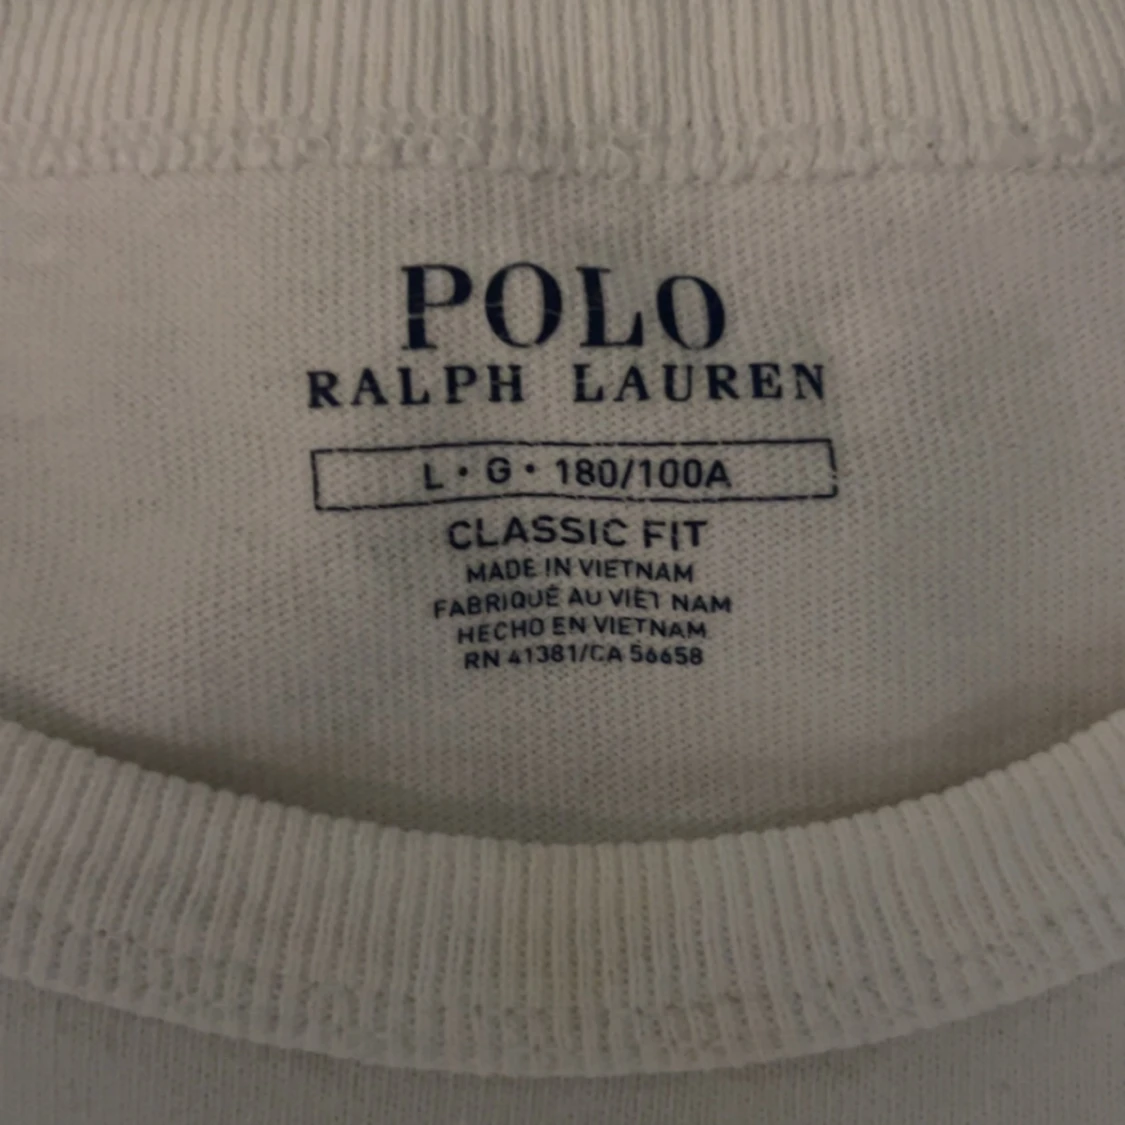 POLO
RALPH LAUREN
L • G • 180/100A
CLASSIC FIT
MADE IN VIETNAM
FABRIQUÉ AU VIÊT NAM
HECHO EN VIETNAM
RN 41381/CA 56658